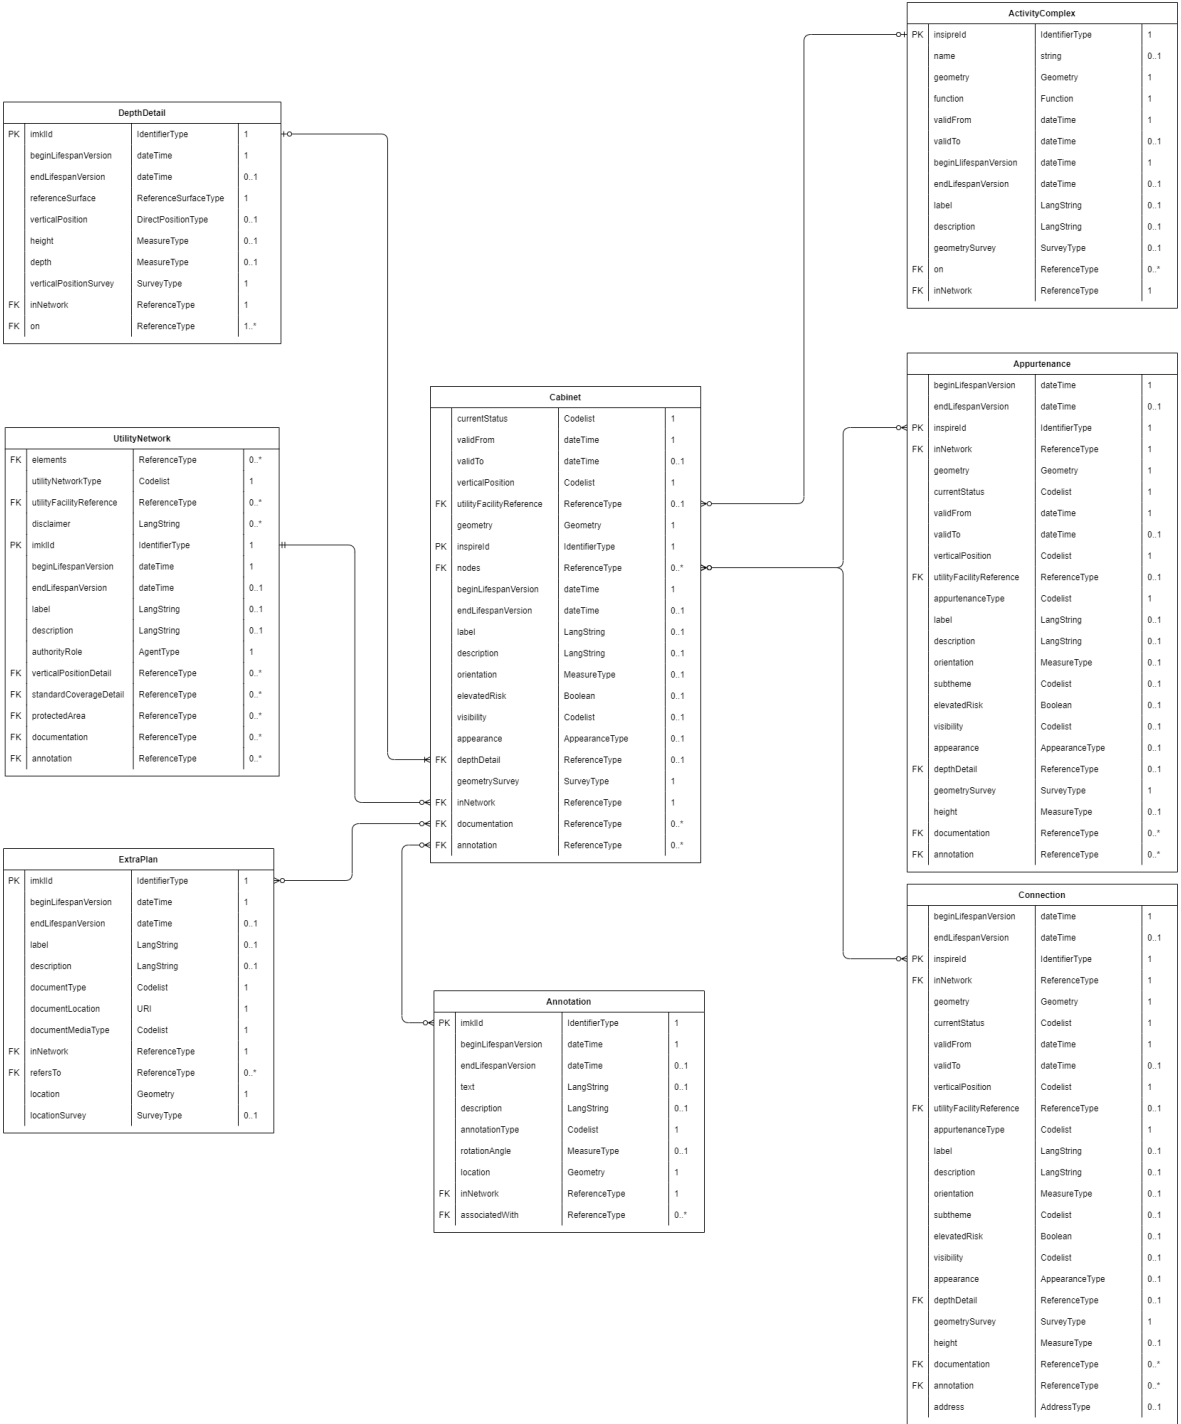 ActivityComplex
PK insipreId IdentifierType 1
name string 0..1
geometry Geometry 1
function Function 1
validFrom dateTime 1
validTo dateTime 0..1
beginLlifespanVersion dateTime 1
endLifespanVersion dateTime 0..1
label LangString 0..1
description LangString 0..1
geometrySurvey SurveyType 0..1
FK on ReferenceType 0..*
FK inNetwork ReferenceType 1
DepthDetail
PK imklId IdentifierType 1
beginLifespanVersion dateTime 1
endLifespanVersion dateTime 0..1
referenceSurface ReferenceSurfaceType 1
verticalPosition DirectPositionType 0..1
height MeasureType 0..1
depth MeasureType 0..1
verticalPositionSurvey SurveyType 1
FK inNetwork ReferenceType 1
FK on ReferenceType 1..*
Appurtenance
beginLifespanVersion dateTime 1
endLifespanVersion dateTime 0..1
PK inspireId IdentifierType 1
FK inNetwork ReferenceType 1
geometry Geometry 1
currentStatus Codelist 1
validFrom dateTime 1
validTo dateTime 0..1
verticalPosition Codelist 1
FK utilityFacilityReference ReferenceType 0..1
appurtenanceType Codelist 1
label LangString 0..1
description LangString 0..1
orientation MeasureType 0..1
subtheme Codelist 0..1
elevatedRisk Boolean 0..1
visibility Codelist 0..1
appearance AppearanceType 0..1
FK depthDetail ReferenceType 0..1
geometrySurvey SurveyType 1
height MeasureType 0..1
FK documentation ReferenceType 0..*
FK annotation ReferenceType 0..*
Cabinet
currentStatus Codelist 1
validFrom dateTime 1
validTo dateTime 0..1
verticalPosition Codelist 1
FK utilityFacilityReference ReferenceType 0..1
geometry Geometry 1
PK inspireId IdentifierType 1
FK nodes ReferenceType 0..*
beginLifespanVersion dateTime 1
endLifespanVersion dateTime 0..1
label LangString 0..1
description LangString 0..1
orientation MeasureType 0..1
elevatedRisk Boolean 0..1
visibility Codelist 0..1
appearance AppearanceType 0..1
FK depthDetail ReferenceType 0..1
geometrySurvey SurveyType 1
FK inNetwork ReferenceType 1
FK documentation ReferenceType 0..*
FK annotation ReferenceType 0..*
UtilityNetwork
FK elements ReferenceType 0..*
utilityNetworkType Codelist 1
FK utilityFacilityReference ReferenceType 0..*
disclaimer LangString 0..*
PK imklId IdentifierType 1
beginLifespanVersion dateTime 1
endLifespanVersion dateTime 0..1
label LangString 0..1
description LangString 0..1
authorityRole AgentType 1
FK verticalPositionDetail ReferenceType 0..*
FK standardCoverageDetail ReferenceType 0..*
FK protectedArea ReferenceType 0..*
FK documentation ReferenceType 0..*
FK annotation ReferenceType 0..*
ExtraPlan
PK imklId IdentifierType 1
beginLifespanVersion dateTime 1
endLifespanVersion dateTime 0..1
label LangString 0..1
description LangString 0..1
documentType Codelist 1
documentLocation URI 1
documentMediaType Codelist 1
FK inNetwork ReferenceType 1
FK refersTo ReferenceType 0..*
location Geometry 1
locationSurvey SurveyType 0..1
Connection
beginLifespanVersion dateTime 1
endLifespanVersion dateTime 0..1
PK inspireId IdentifierType 1
FK inNetwork ReferenceType 1
geometry Geometry 1
currentStatus Codelist 1
validFrom dateTime 1
validTo dateTime 0..1
verticalPosition Codelist 1
FK utilityFacilityReference ReferenceType 0..1
appurtenanceType Codelist 1
label LangString 0..1
description LangString 0..1
orientation MeasureType 0..1
subtheme Codelist 0..1
elevatedRisk Boolean 0..1
visibility Codelist 0..1
appearance AppearanceType 0..1
FK depthDetail ReferenceType 0..1
geometrySurvey SurveyType 1
height MeasureType 0..1
FK documentation ReferenceType 0..*
FK annotation ReferenceType 0..*
address AddressType 0..1
Annotation
PK imklId IdentifierType 1
beginLifespanVersion dateTime 1
endLifespanVersion dateTime 0..1
text LangString 0..1
description LangString 0..1
annotationType Codelist 1
rotationAngle MeasureType 0..1
location Geometry 1
FK inNetwork ReferenceType 1
FK associatedWith ReferenceType 0..*